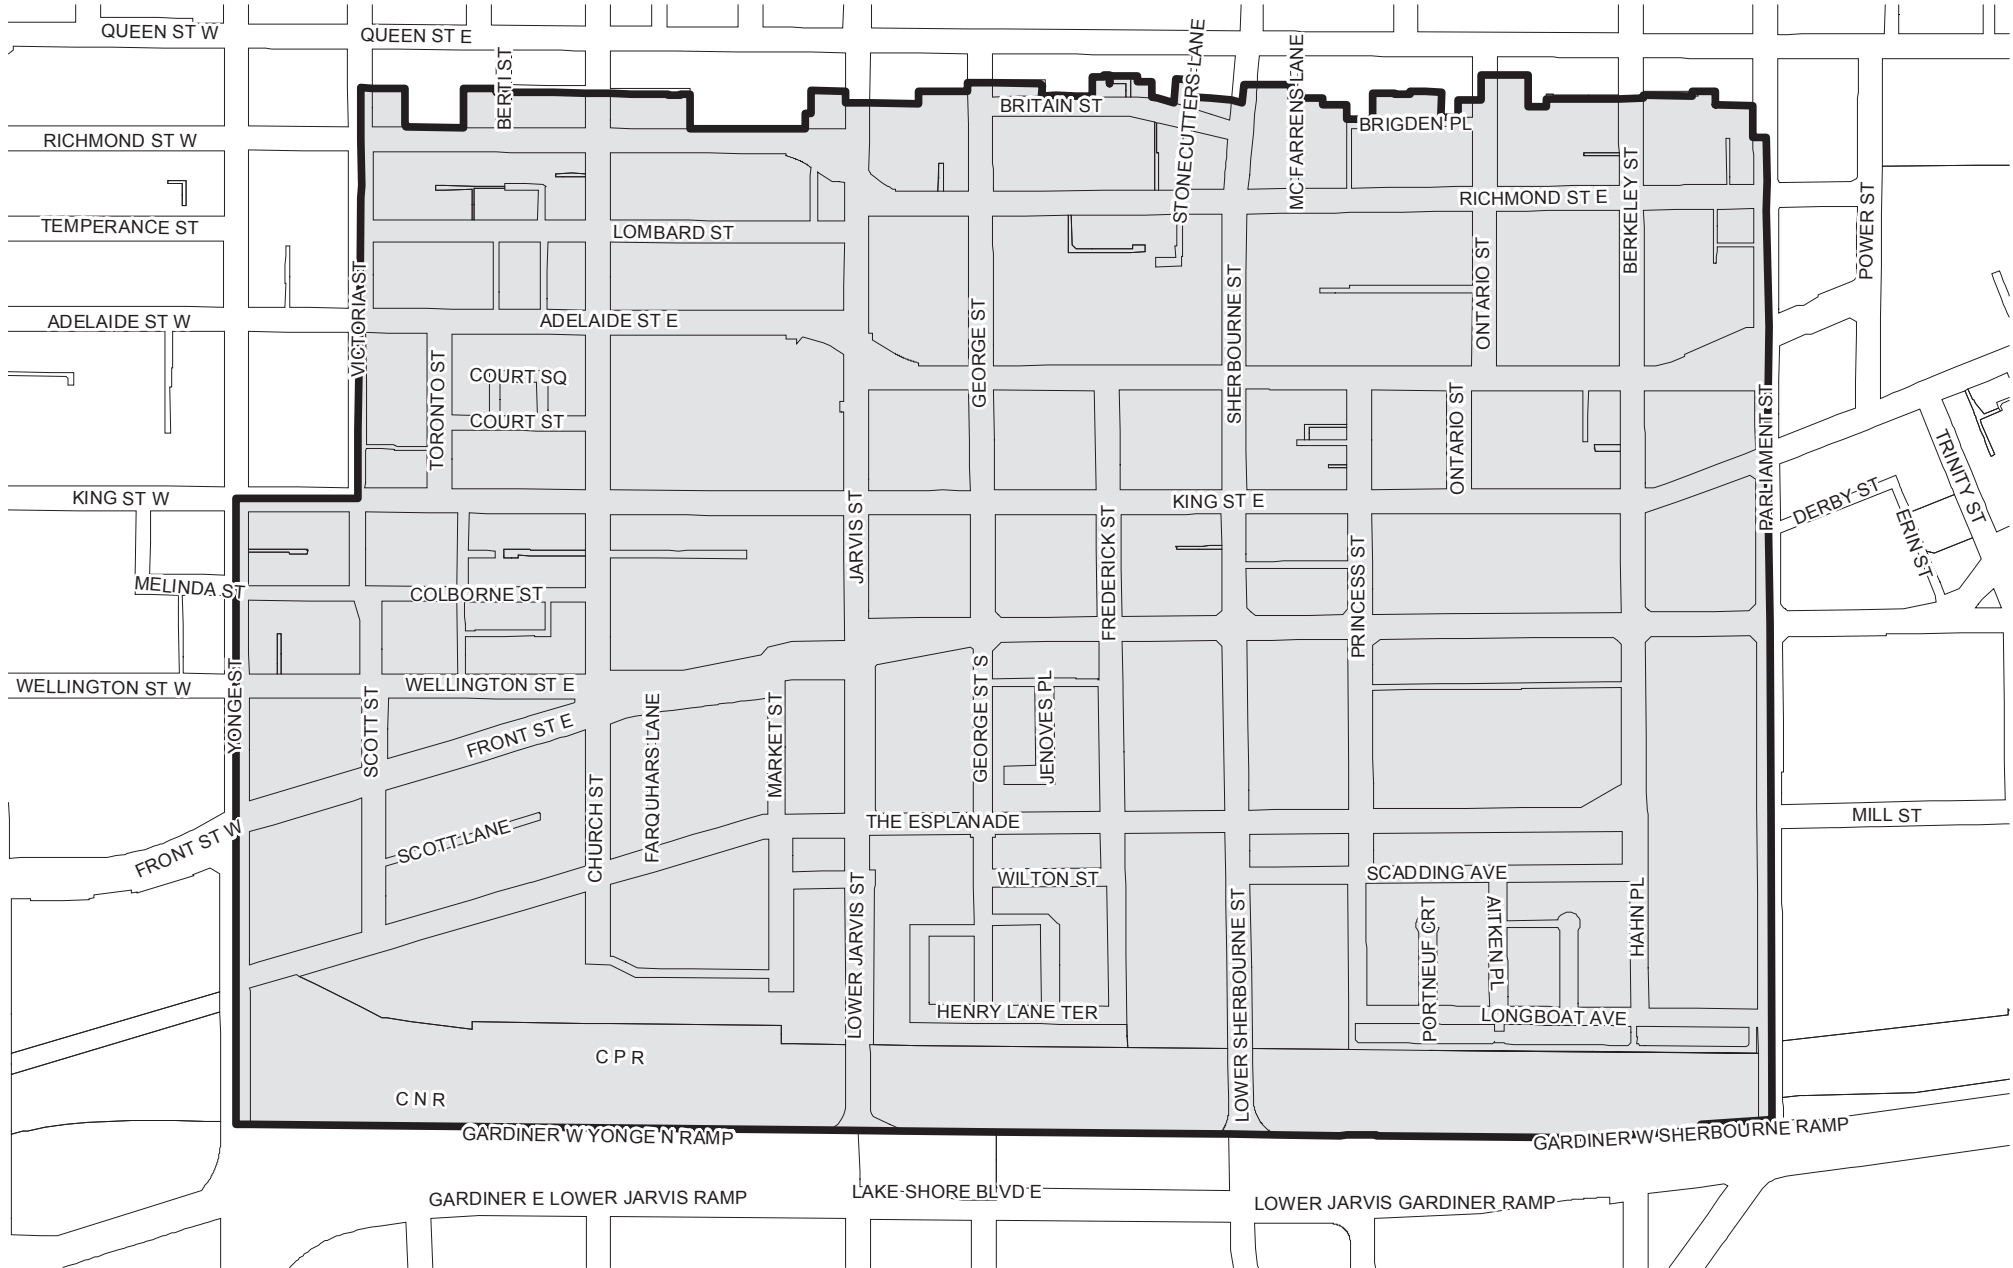 QUEEN ST W
QUEEN ST E
BERTI ST
STONECUTTERS LANE
MCFARRENS LANE
BRITAIN ST
BRIGDEN PL
RICHMOND ST W
RICHMOND ST E
BERKELEY ST
POWER ST
TEMPERANCE ST
LOMBARD ST
VICTORIA ST
ADELAIDE ST W
ADELAIDE ST E
GEORGE ST
SHERBOURNE ST
ONTARIO ST
TORONTO ST
COURT SQ
COURT ST
ONTARIO ST
PARLIAMENT ST
TRINITY ST
KING ST W
KING ST E
DERBY ST
ERIN ST
JARVIS ST
FREDERICK ST
PRINCESS ST
MELINDA ST
COLBORNE ST
WELLINGTON ST W
YONGE ST
WELLINGTON ST E
SCOTT ST
FRONT ST E
FARQUHARS LANE
MARKET ST
GEORGE ST S
JENOVES PL
FRONT ST W
SCOTT LANE
CHURCH ST
THE ESPLANADE
MILL ST
WILTON ST
SCADDING AVE
LOWER JARVIS ST
LOWER SHERBOURNE ST
PORTNEUF CRT
AITKEN PL
HAHN PL
HENRY LANE TER
LONGBOAT AVE
C P R
C N R
GARDINER W YONGE N RAMP
GARDINER W SHERBOURNE RAMP
GARDINER E LOWER JARVIS RAMP
LAKE SHORE BLVD E
LOWER JARVIS GARDINER RAMP